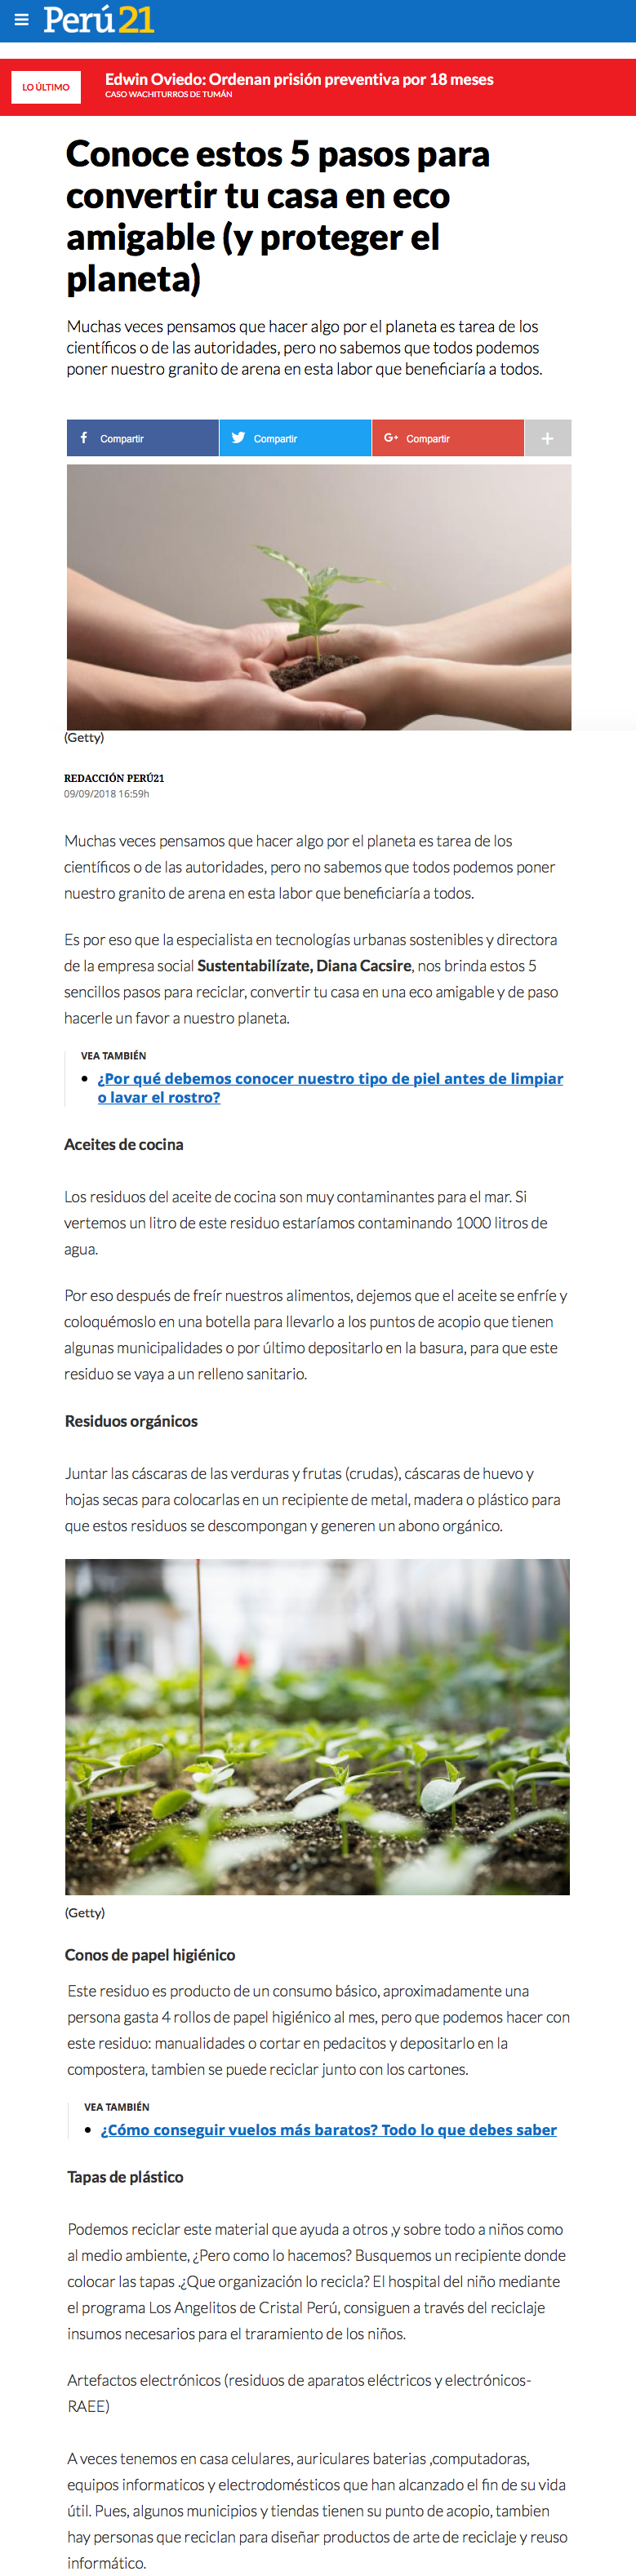 Perú21
LO ÚLTIMO
Edwin Oviedo: Ordenan prisión preventiva por 18 meses
CASO WACHITURROS DE TUMÁN
Conoce estos 5 pasos para
convertir tu casa en eco
amigable (y proteger el
planeta)
Muchas veces pensamos que hacer algo por el planeta es tarea de los
científicos o de las autoridades, pero no sabemos que todos podemos
poner nuestro granito de arena en esta labor que beneficiaría a todos.
f Compartir
Compartir
G+ Compartir
+
(Getty)
REDACCIÓN PERÚ21
09/09/2018 16:59h
Muchas veces pensamos que hacer algo por el planeta es tarea de los
científicos o de las autoridades, pero no sabemos que todos podemos poner
nuestro granito de arena en esta labor que beneficiaría a todos.
Es por eso que la especialista en tecnologías urbanas sostenibles y directora
de la empresa social Sustentabilízate, Diana Cacsire, nos brinda estos 5
sencillos pasos para reciclar, convertir tu casa en una eco amigable y de paso
hacerle un favor a nuestro planeta.
VEA TAMBIÉN
• ¿Por qué debemos conocer nuestro tipo de piel antes de limpiar
o lavar el rostro?
Aceites de cocina
Los residuos del aceite de cocina son muy contaminantes para el mar. Si
vertemos un litro de este residuo estaríamos contaminando 1000 litros de
agua.
Por eso después de freír nuestros alimentos, dejemos que el aceite se enfríe y
coloquémoslo en una botella para llevarlo a los puntos de acopio que tienen
algunas municipalidades o por último depositarlo en la basura, para que este
residuo se vaya a un relleno sanitario.
Residuos orgánicos
Juntar las cáscaras de las verduras y frutas (crudas), cáscaras de huevo y
hojas secas para colocarlas en un recipiente de metal, madera o plástico para
que estos residuos se descompongan y generen un abono orgánico.
(Getty)
Conos de papel higiénico
Este residuo es producto de un consumo básico, aproximadamente una
persona gasta 4 rollos de papel higiénico al mes, pero que podemos hacer con
este residuo: manualidades o cortar en pedacitos y depositarlo en la
compostera, tambien se puede reciclar junto con los cartones.
VEA TAMBIÉN
• ¿Cómo conseguir vuelos más baratos? Todo lo que debes saber
Tapas de plástico
Podemos reciclar este material que ayuda a otros ,y sobre todo a niños como
al medio ambiente, ¿Pero como lo hacemos? Busquemos un recipiente donde
colocar las tapas .¿Que organización lo recicla? El hospital del niño mediante
el programa Los Angelitos de Cristal Perú, consiguen a través del reciclaje
insumos necesarios para el traramiento de los niños.
Artefactos electrónicos (residuos de aparatos eléctricos y electrónicos-
RAEE)
A veces tenemos en casa celulares, auriculares baterias ,computadoras,
equipos informaticos y electrodomésticos que han alcanzado el fin de su vida
útil. Pues, algunos municipios y tiendas tienen su punto de acopio, tambien
hay personas que reciclan para diseñar productos de arte de reciclaje y reuso
informático.